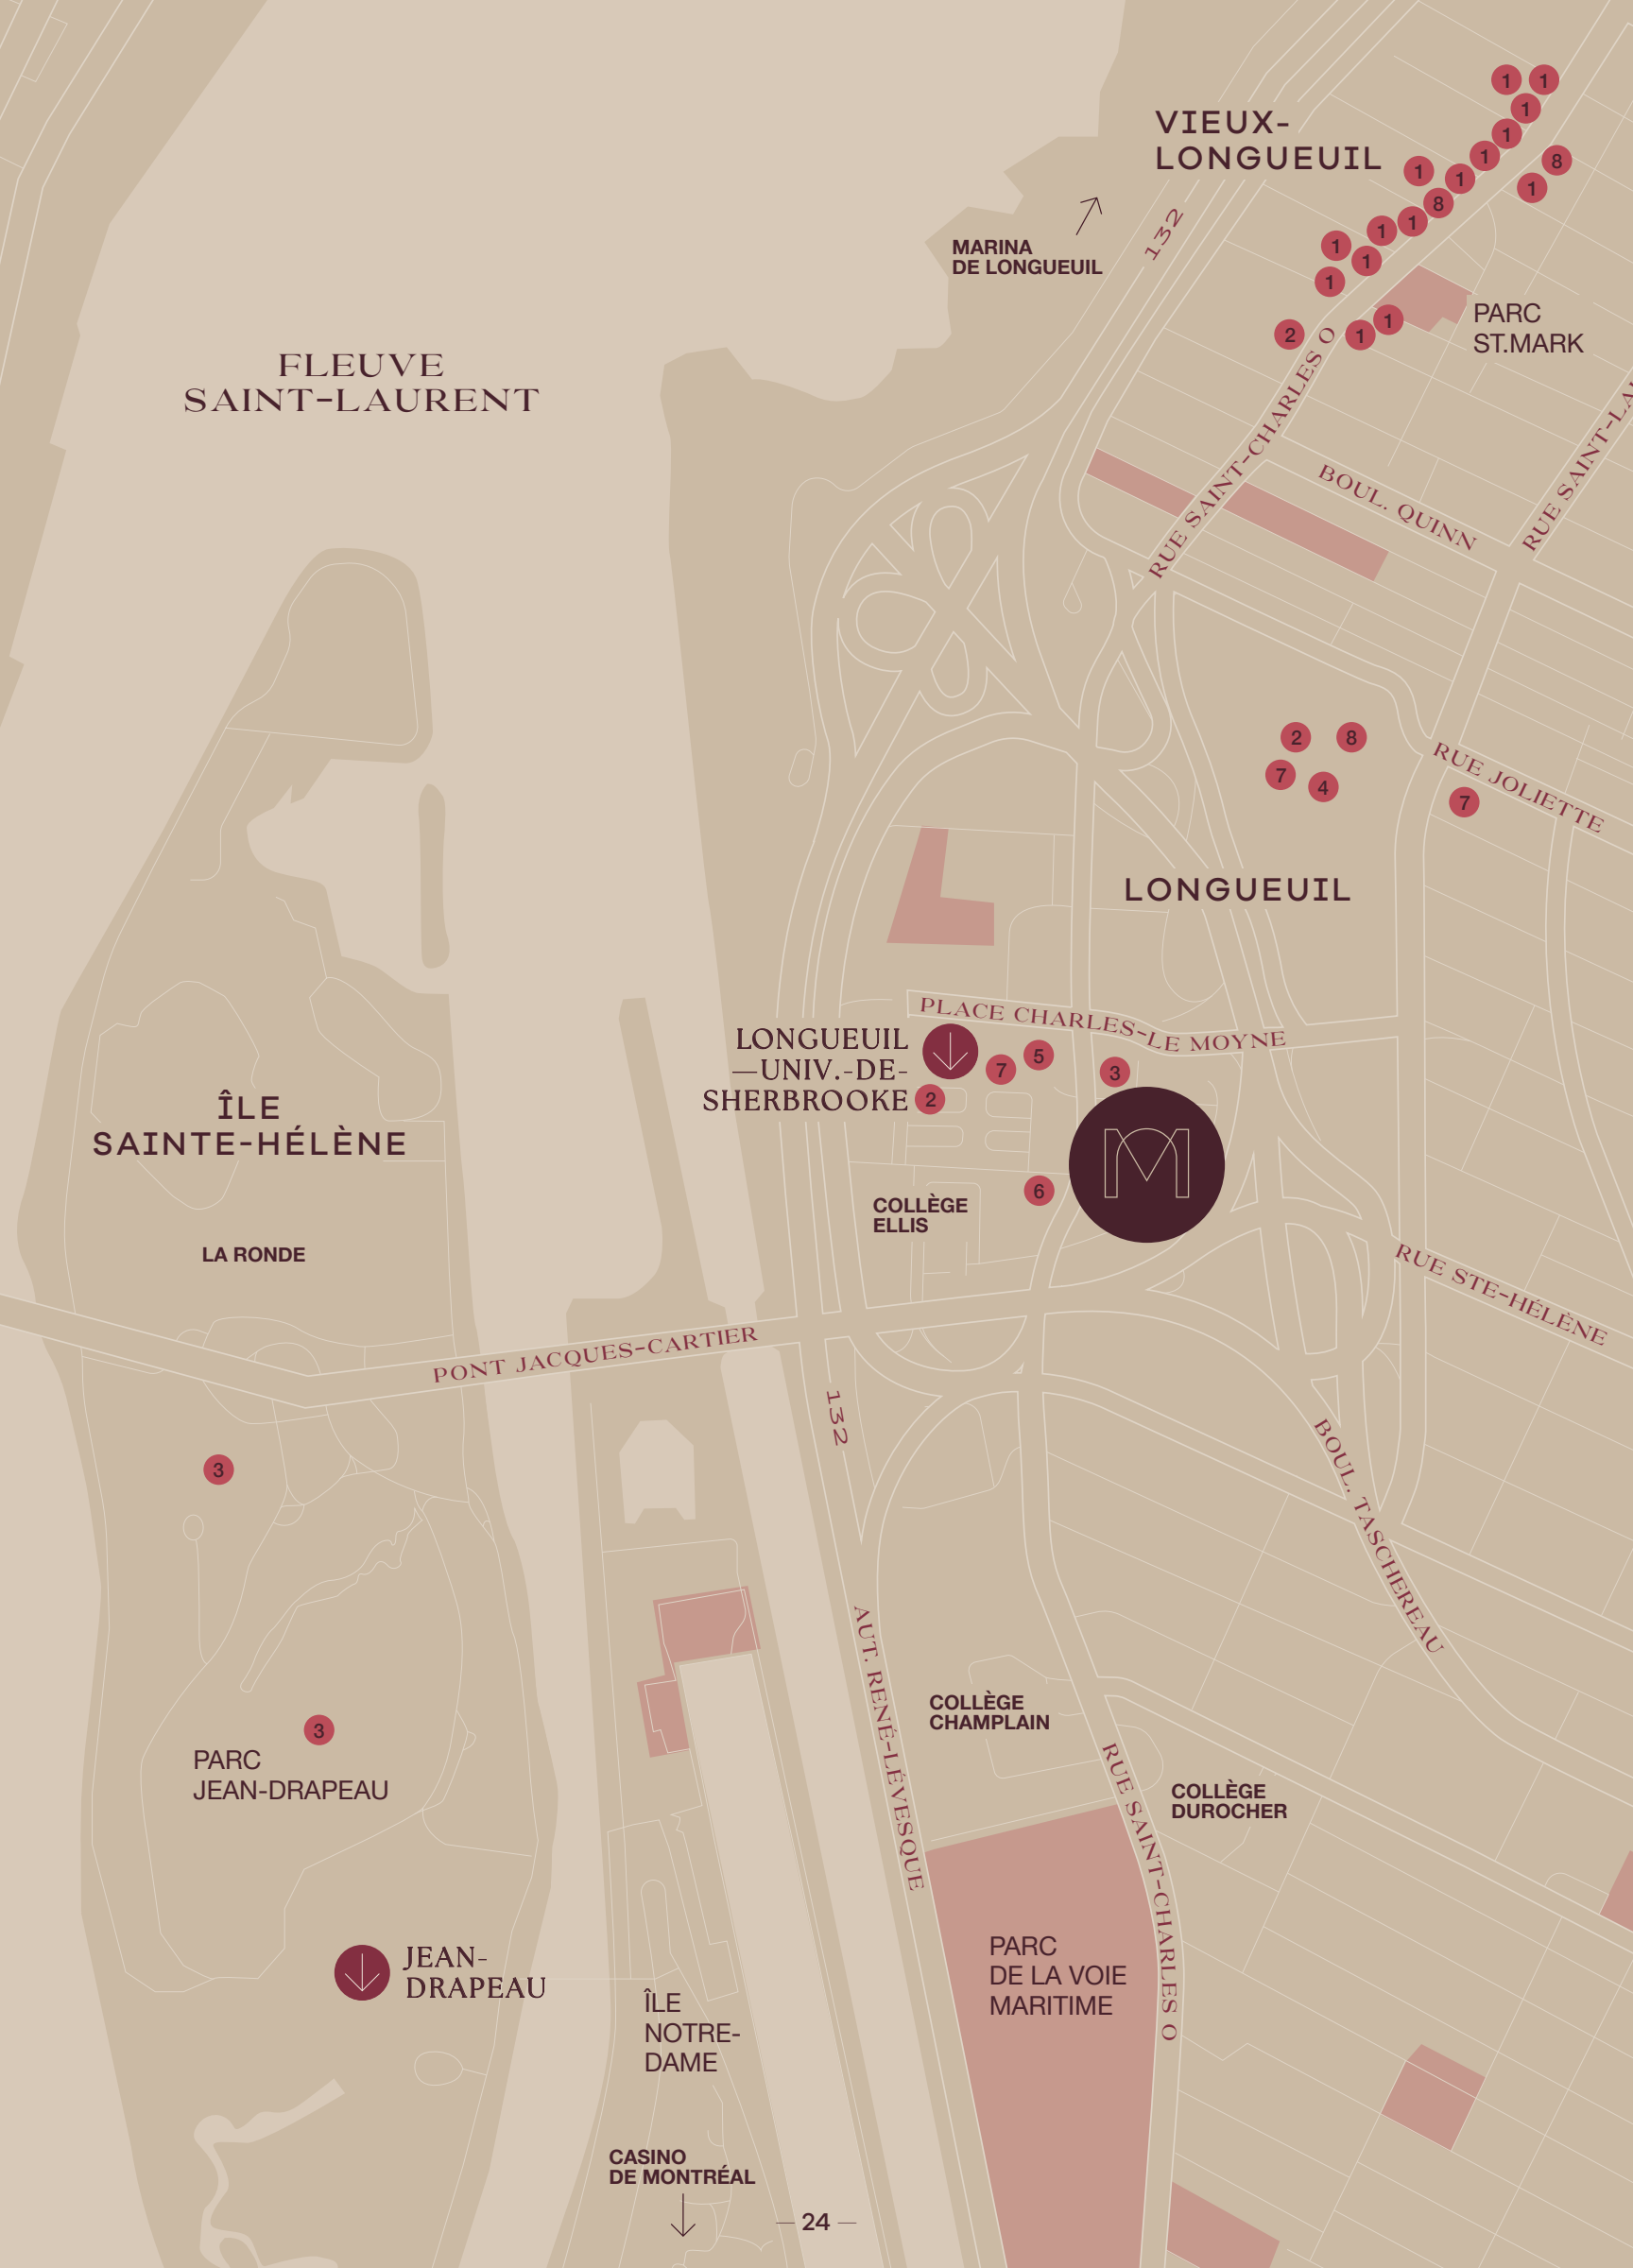 1
1
1
VIEUX-
LONGUEUIL
1
1
8
1
1
1
8
132
1
1
1
MARINA
DE LONGUEUIL
1
1
PARC
ST.MARK
1
1
2
FLEUVE
SAINT-LAURENT
RUE SAINT-CHARLES O
BOUL. QUINN
RUE SAINT-LA
2
8
7
4
RUE JOLIETTE
7
LONGUEUIL
PLACE CHARLES-LE MOYNE
LONGUEUIL
—UNIV.-DE-
SHERBROOKE
5
7
3
2
M
ÎLE
SAINTE-HÉLÈNE
6
COLLÈGE
ELLIS
LA RONDE
RUE STE-HÉLÈNE
PONT JACQUES-CARTIER
132
BOUL. TASCHEREAU
3
AUT. RENÉ-LÉVESQUE
COLLÈGE
CHAMPLAIN
3
PARC
JEAN-DRAPEAU
RUE SAINT-CHARLES O
COLLÈGE
DUROCHER
JEAN-
DRAPEAU
PARC
DE LA VOIE
MARITIME
ÎLE
NOTRE-
DAME
CASINO
DE MONTRÉAL
— 24 —